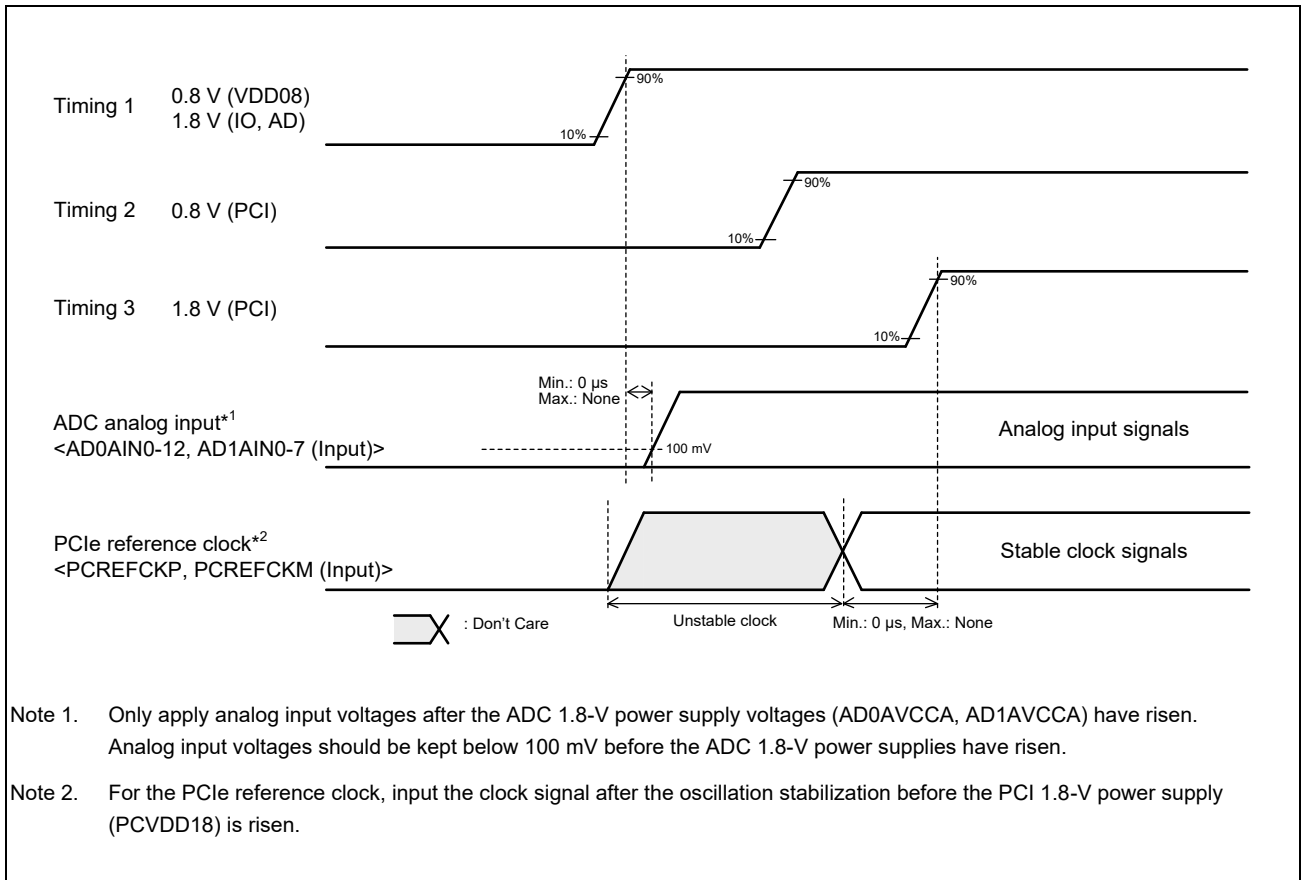 Timing 1
0.8 V (VDD08)
1.8 V (IO, AD)
90%
10%
Timing 2
0.8 V (PCI)
90%
10%
Timing 3
1.8 V (PCI)
90%
10%
Min.: 0 µs
Max.: None
ADC analog input*1
<AD0AIN0-12, AD1AIN0-7 (Input)>
100 mV
Analog input signals
PCIe reference clock*2
<PCREFCKP, PCREFCKM (Input)>
Stable clock signals
: Don't Care
Unstable clock
Min.: 0 µs, Max.: None
Note 1. Only apply analog input voltages after the ADC 1.8-V power supply voltages (AD0AVCCA, AD1AVCCA) have risen.
Analog input voltages should be kept below 100 mV before the ADC 1.8-V power supplies have risen.
Note 2. For the PCIe reference clock, input the clock signal after the oscillation stabilization before the PCI 1.8-V power supply
(PCVDD18) is risen.